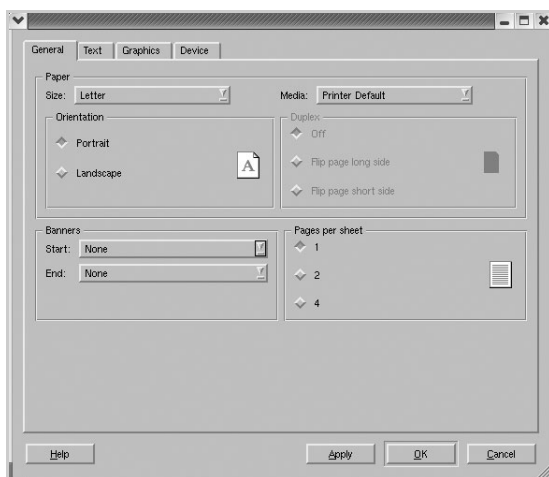 General Text Graphics Device
Paper
Size: Letter Media: Printer Default
Orientation Duplex
Portrait Off
A
Landscape Flip page long side
Flip page short side
Banners Pages per sheet
Start: None 1
End: None 2
4
Help Apply OK Cancel